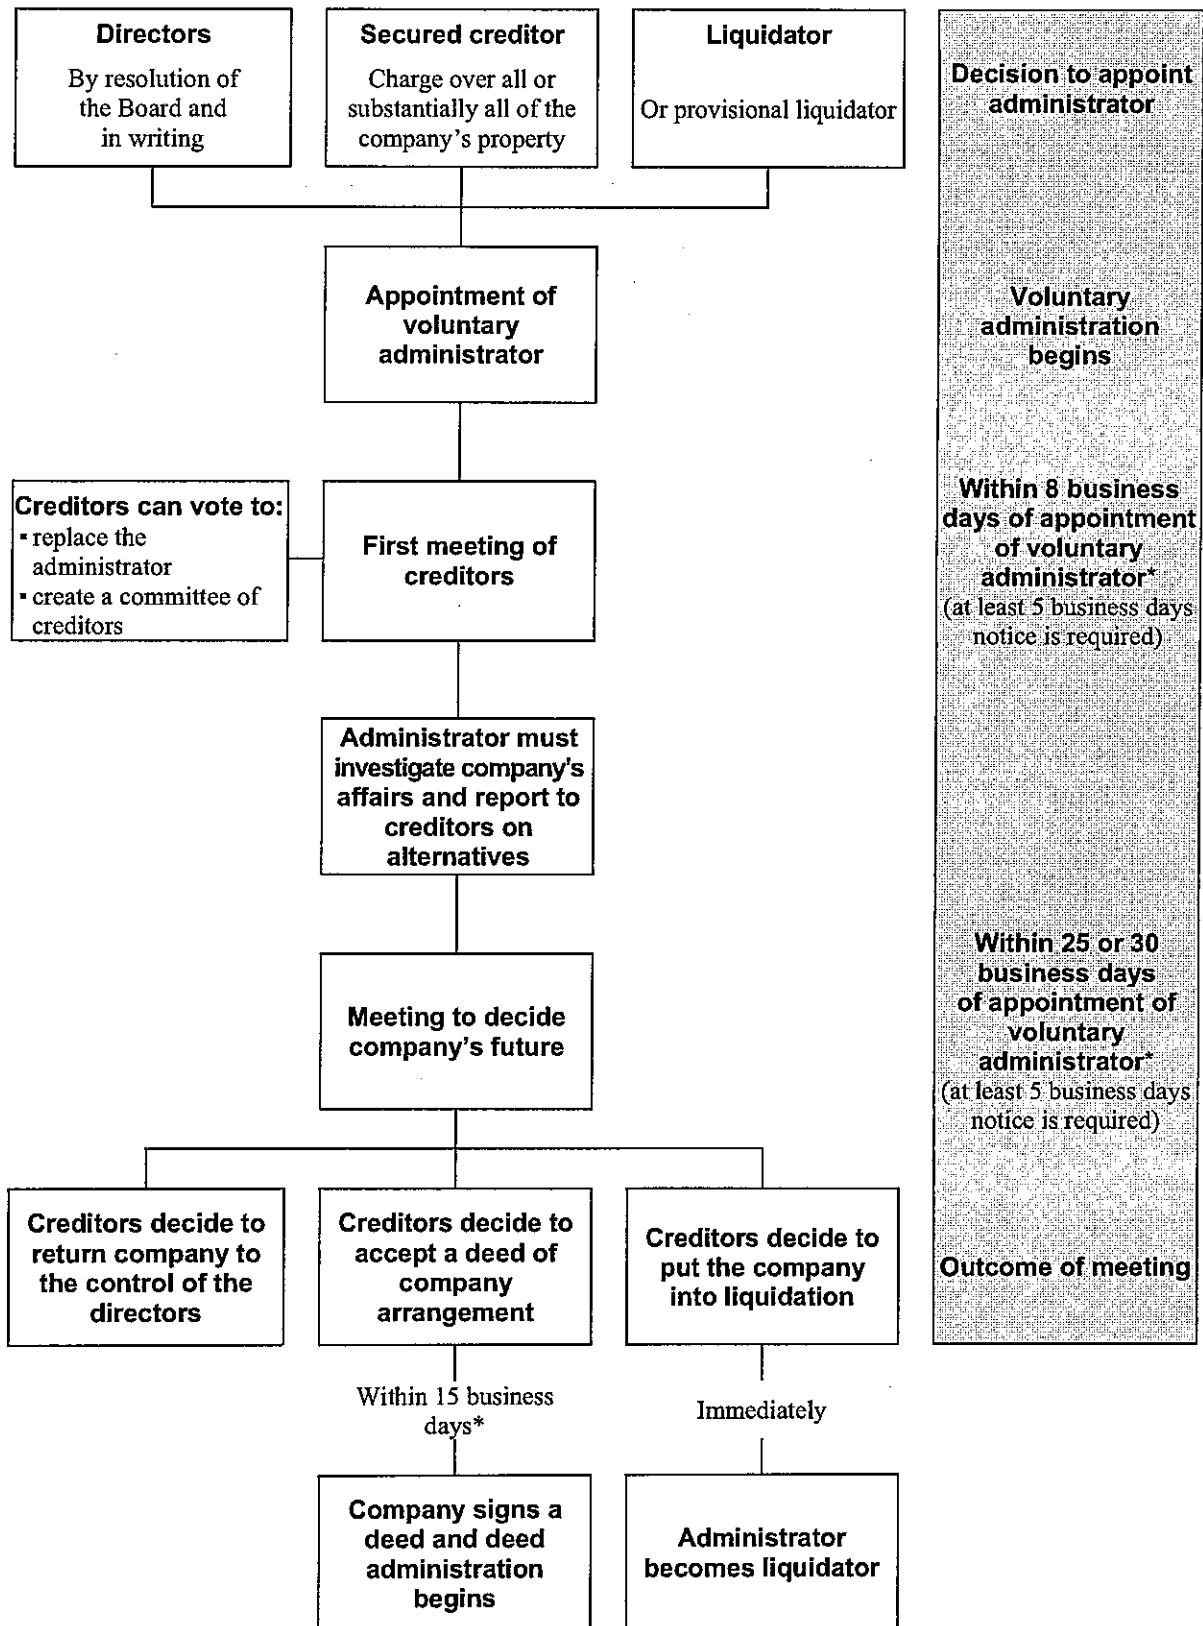 Directors
By resolution of
the Board and
in writing
Secured creditor
Charge over all or
substantially all of the
company's property
Liquidator
Or provisional liquidator
Decision to appoint
administrator
Appointment of
voluntary
administrator
Voluntary
administration
begins
Creditors can vote to:
▪ replace the
administrator
▪ create a committee of
creditors
First meeting of
creditors
Within 8 business
days of appointment
of voluntary
administrator*
(at least 5 business days
notice is required)
Administrator must
investigate company's
affairs and report to
creditors on
alternatives
Meeting to decide
company's future
Within 25 or 30
business days
of appointment of
voluntary
administrator*
(at least 5 business days
notice is required)
Creditors decide to
return company to
the control of the
directors
Creditors decide to
accept a deed of
company
arrangement
Creditors decide to
put the company
into liquidation
Outcome of meeting
Within 15 business
days*
Immediately
Company signs a
deed and deed
administration
begins
Administrator
becomes liquidator